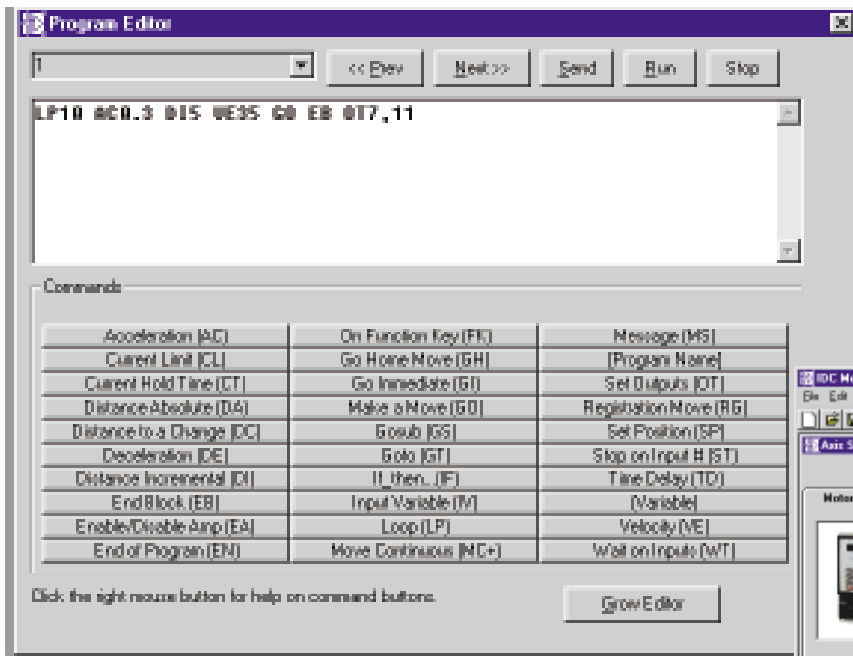 Program Editor
1
<< Prev
Next >>
Send
Run
Stop
LP10 AC0.3 DI5 VE25 GO EB OT7,11
Commands
Acceleration (AC)
On Function Key (FK)
Message (MS)
Current Limit (CL)
Go Home Move (GH)
[Program Name]
Current Hold Time (CT)
Go Immediate (GI)
Set Outputs (OT)
Distance Absolute (DA)
Make a Move (GO)
Registration Move (RG)
Distance to a Change (DC)
Gosub (GS)
Set Position (SP)
Deceleration (DE)
Goto (GT)
Stop on Input # (ST)
Distance Incremental (DI)
If_then.. (IF)
Time Delay (TD)
End Block (EB)
Input Variable (IV)
(Variable)
Enable/Disable Amp (EA)
Loop (LP)
Velocity (VE)
End of Program (EN)
Move Continuous (MC+)
Wait on Inputs (WT)
Click the right mouse button for help on command buttons.
Grow Editor
IDC Mo
File Edit
Axis S
Motor